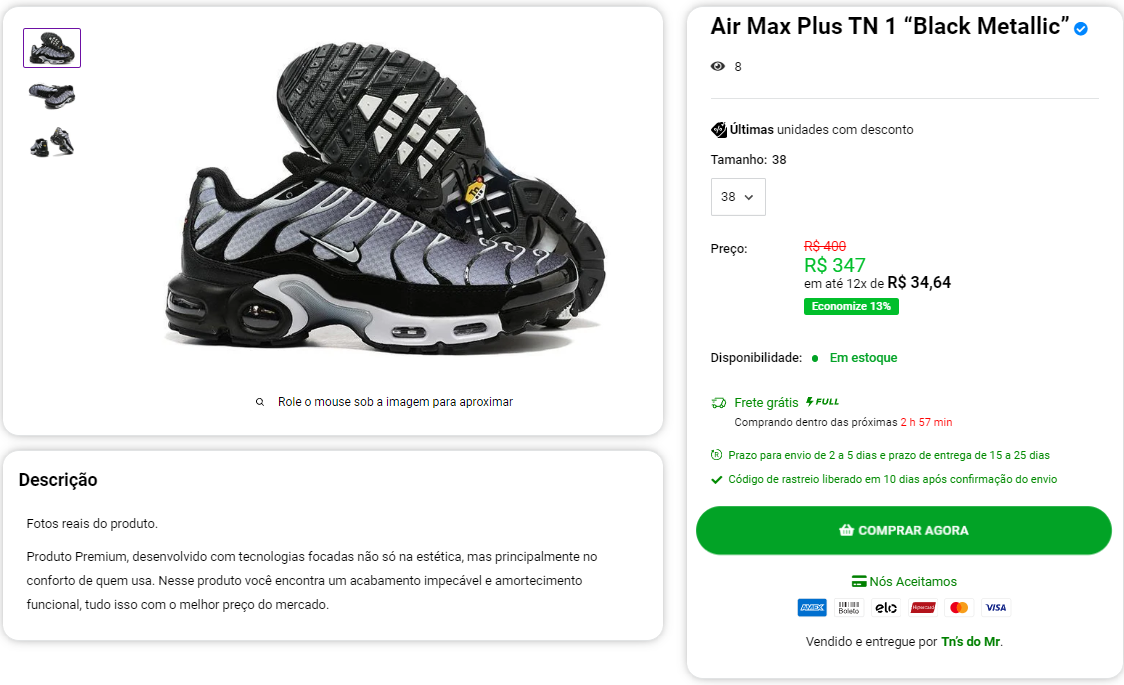 Air Max Plus TN 1 “Black Metallic”
8
Últimas unidades com desconto
Tamanho: 38
38
Preço:
R$ 400
R$ 347
em até 12x de R$ 34,64
Economize 13%
Disponibilidade: Em estoque
Frete grátis FULL
Comprando dentro das próximas 2 h 57 min
Prazo para envio de 2 a 5 dias e prazo de entrega de 15 a 25 dias
Código de rastreio liberado em 10 dias após confirmação do envio
COMPRAR AGORA
Nós Aceitamos
AMEX Boleto elo Hipercard VISA
Vendido e entregue por Tn’s do Mr.
Tn
Role o mouse sob a imagem para aproximar
Descrição
Fotos reais do produto.
Produto Premium, desenvolvido com tecnologias focadas não só na estética, mas principalmente no
conforto de quem usa. Nesse produto você encontra um acabamento impecável e amortecimento
funcional, tudo isso com o melhor preço do mercado.